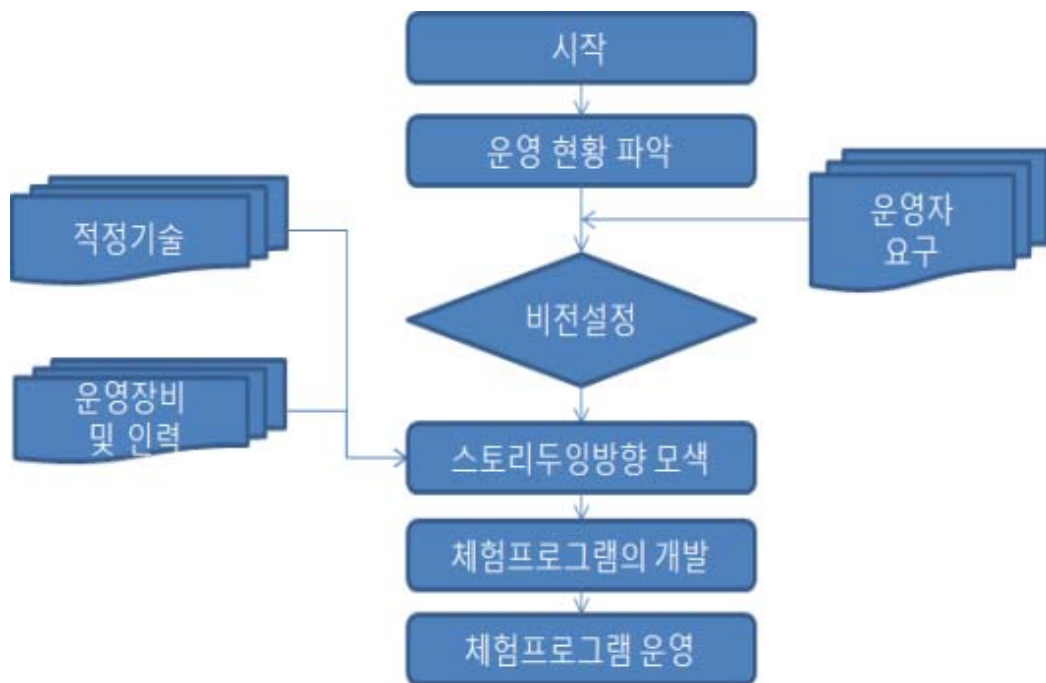 시작
운영 현황 파악
적정기술
운영자
요구
비전설정
운영장비
및 인력
스토리두잉방향 모색
체험프로그램의 개발
체험프로그램 운영